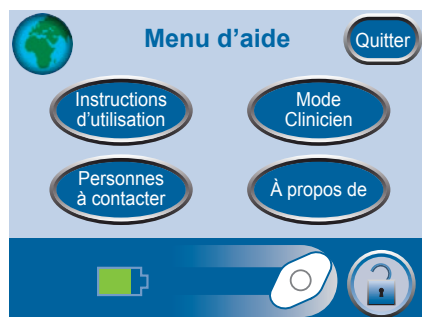 Menu d’aide
Quitter
Instructions
d’utilisation
Mode
Clinicien
Personnes
à contacter
À propos de